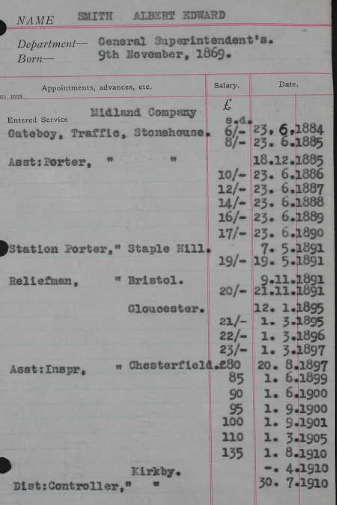 NAME SMITH ALBERT EDWARD
Department— General Superintendent's.
Born— 9th November, 1869.
Appointments, advances, etc. Salary. Date.
£
Entered Service Midland Company s.d.
Gateboy, Traffic, Stonehouse. 6/- 23. 6.1884
8/- 23. 6.1885
Asst:Porter, " " 18.12.1885
10/- 23. 6.1886
12/- 23. 6.1887
14/- 23. 6.1888
16/- 23. 6.1889
17/- 23. 6.1890
Station Porter," Staple Hill. 7. 5.1891
19/- 19. 5.1891
Reliefman, " Bristol. 9.11.1891
20/- 21.11.1891
Gloucester. 12. 1.1895
21/- 1. 3.1895
22/- 1. 3.1896
23/- 1. 3.1897
Asst:Inspr, " Chesterfield.£80 20. 8.1897
85 1. 6.1899
90 1. 6.1900
95 1. 9.1900
100 1. 9.1901
110 1. 3.1905
135 1. 8.1910
Kirkby. -. 4.1910
Dist:Controller," " 30. 7.1910